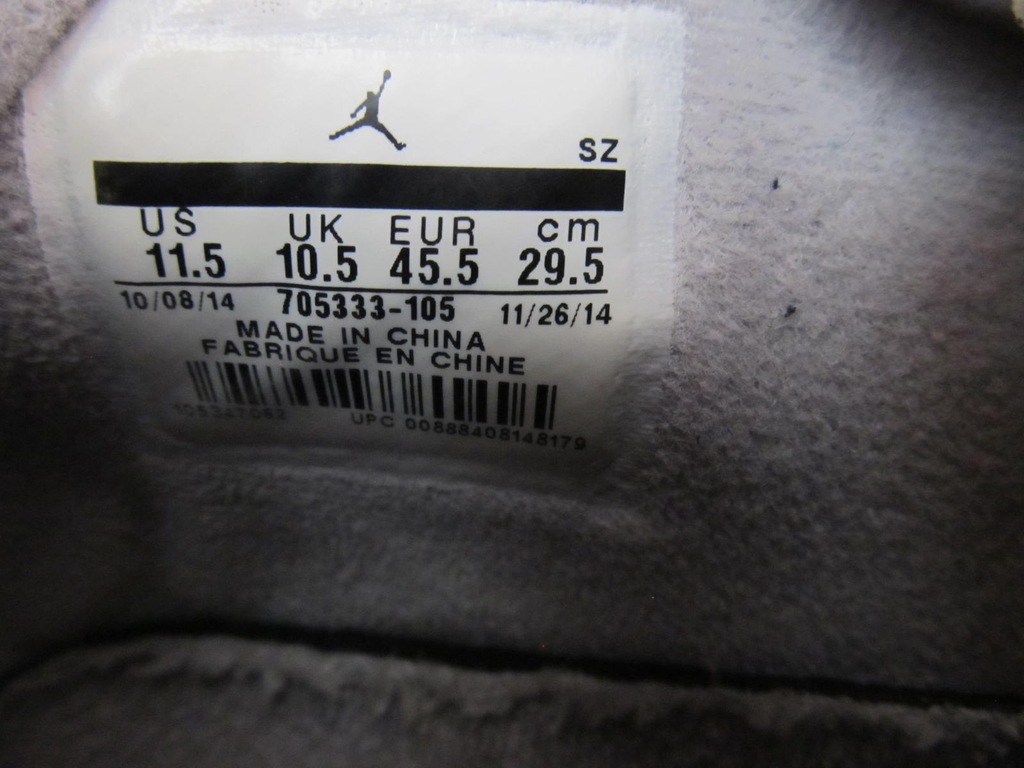 SZ
US UK EUR cm
11.5 10.5 45.5 29.5
10/08/14 705333-105 11/26/14
MADE IN CHINA
FABRIQUE EN CHINE
UPC 00888408148179